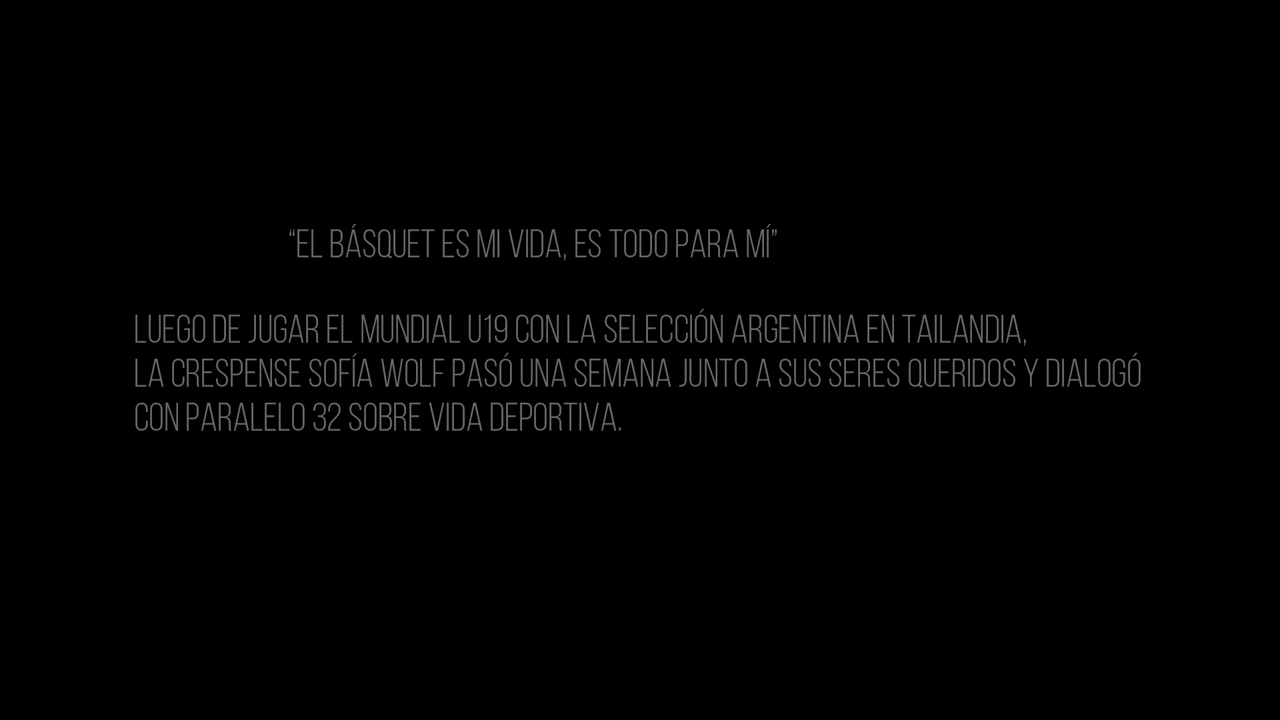 “EL BÁSQUET ES MI VIDA, ES TODO PARA MÍ”
LUEGO DE JUGAR EL MUNDIAL U19 CON LA SELECCIÓN ARGENTINA EN TAILANDIA,
LA CRESPENSE SOFÍA WOLF PASÓ UNA SEMANA JUNTO A SUS SERES QUERIDOS Y DIALOGÓ
CON PARALELO 32 SOBRE VIDA DEPORTIVA.